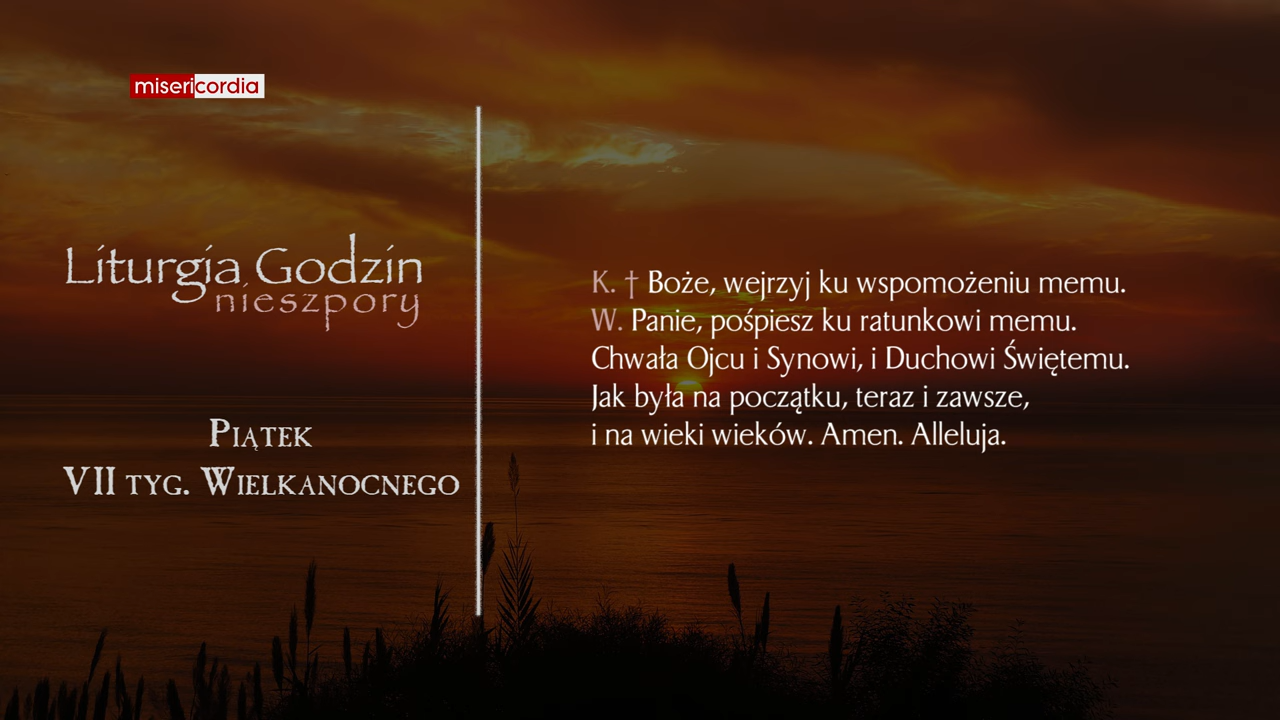 misericordia
Liturgia Godzin
nieszpory
Piątek
VII tyg. Wielkanocnego
K. † Boże, wejrzyj ku wspomożeniu memu.
W. Panie, pośpiesz ku ratunkowi memu.
Chwała Ojcu i Synowi, i Duchowi Świętemu.
Jak była na początku, teraz i zawsze,
i na wieki wieków. Amen. Alleluja.